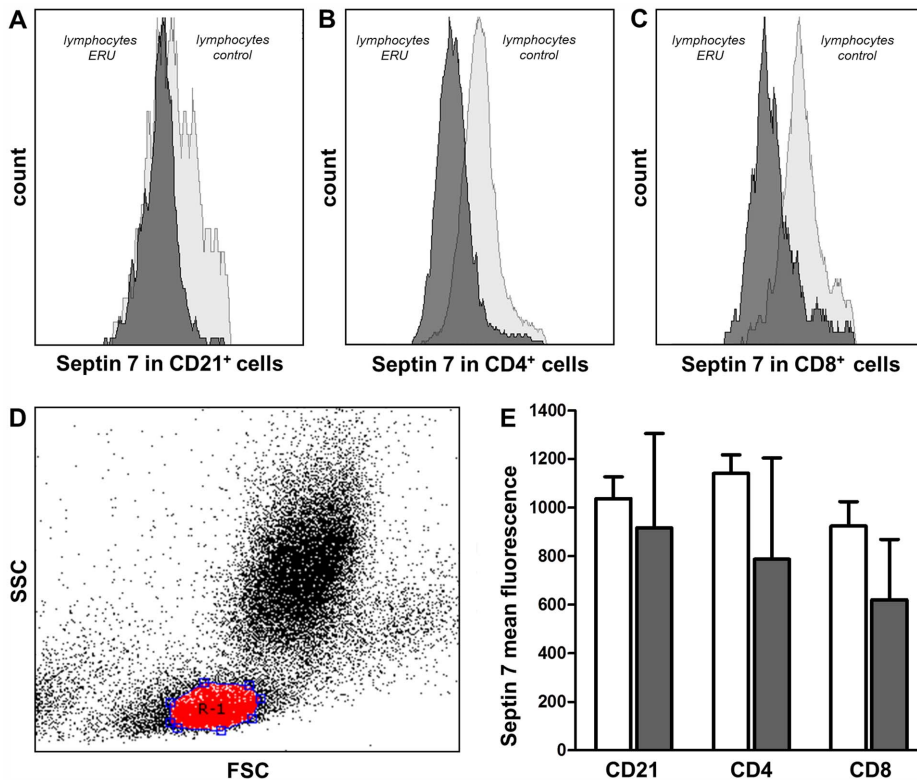 A
lymphocytes
ERU
lymphocytes
control
count
Septin 7 in CD21⁺ cells
B
lymphocytes
ERU
lymphocytes
control
count
Septin 7 in CD4⁺ cells
C
lymphocytes
ERU
lymphocytes
control
count
Septin 7 in CD8⁺ cells
D
SSC
R-1
FSC
E
Septin 7 mean fluorescence
1400
1200
1000
800
600
400
200
0
CD21
CD4
CD8